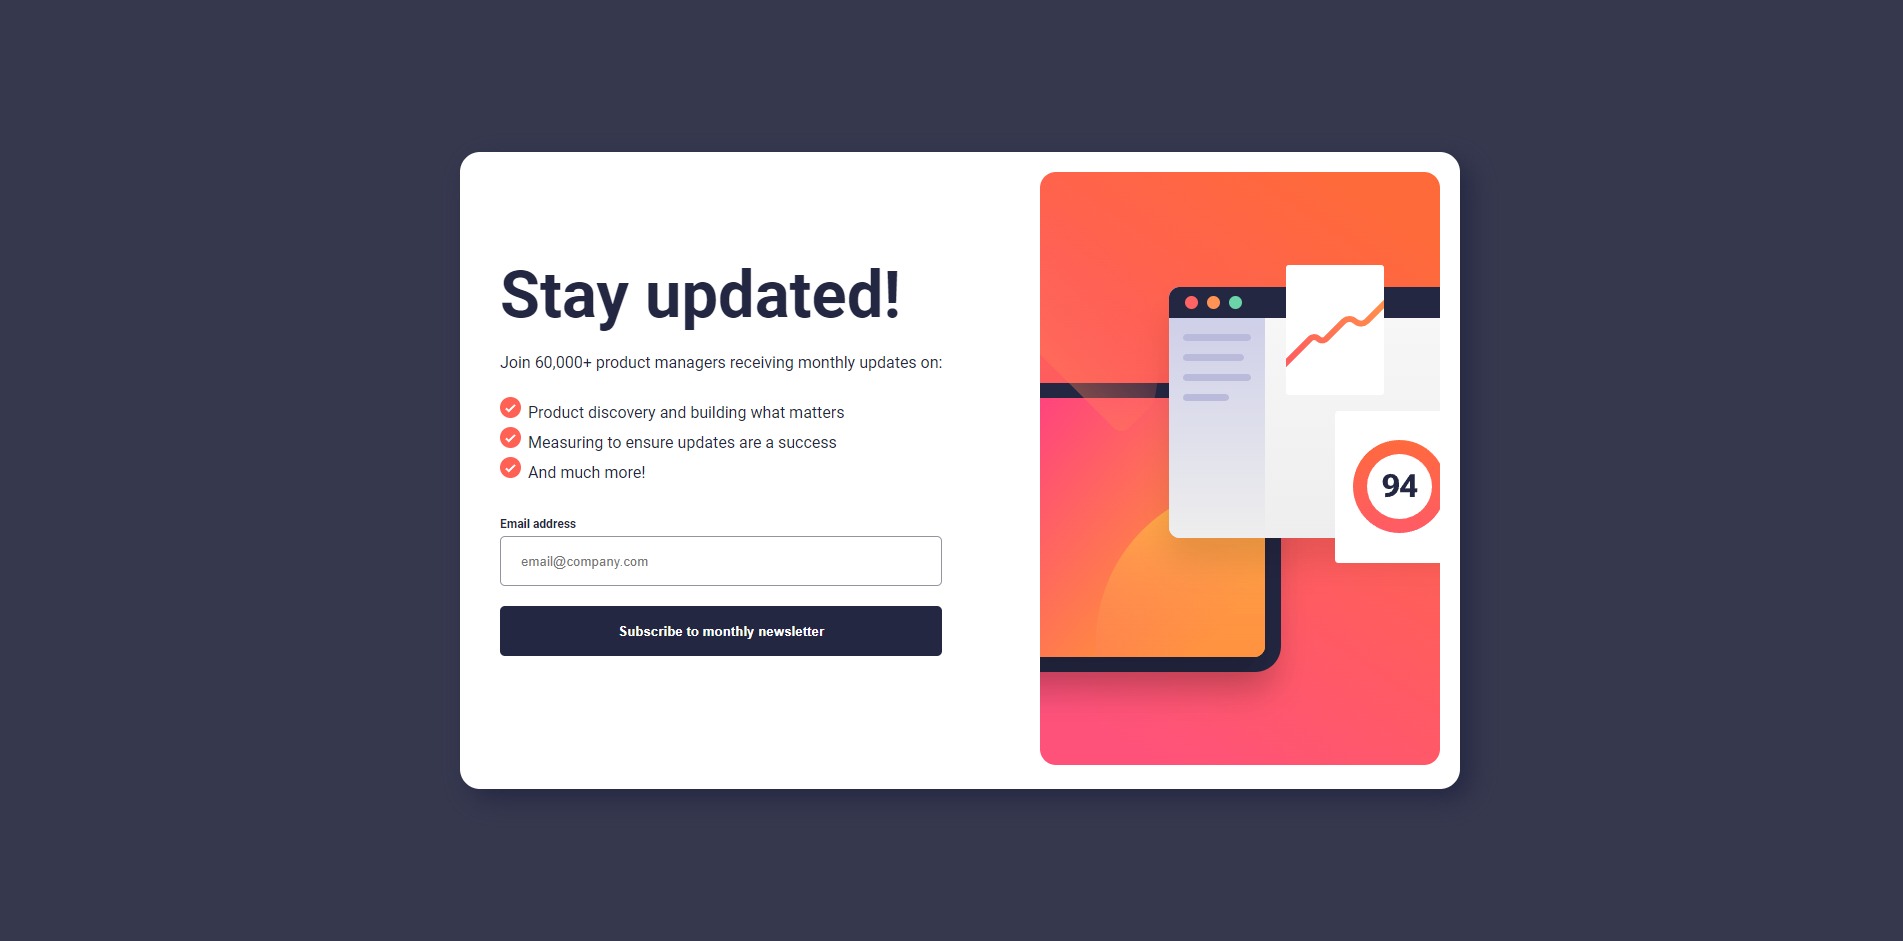 Stay updated!
Join 60,000+ product managers receiving monthly updates on:
Product discovery and building what matters
Measuring to ensure updates are a success
And much more!
Email address
email@company.com
Subscribe to monthly newsletter
94